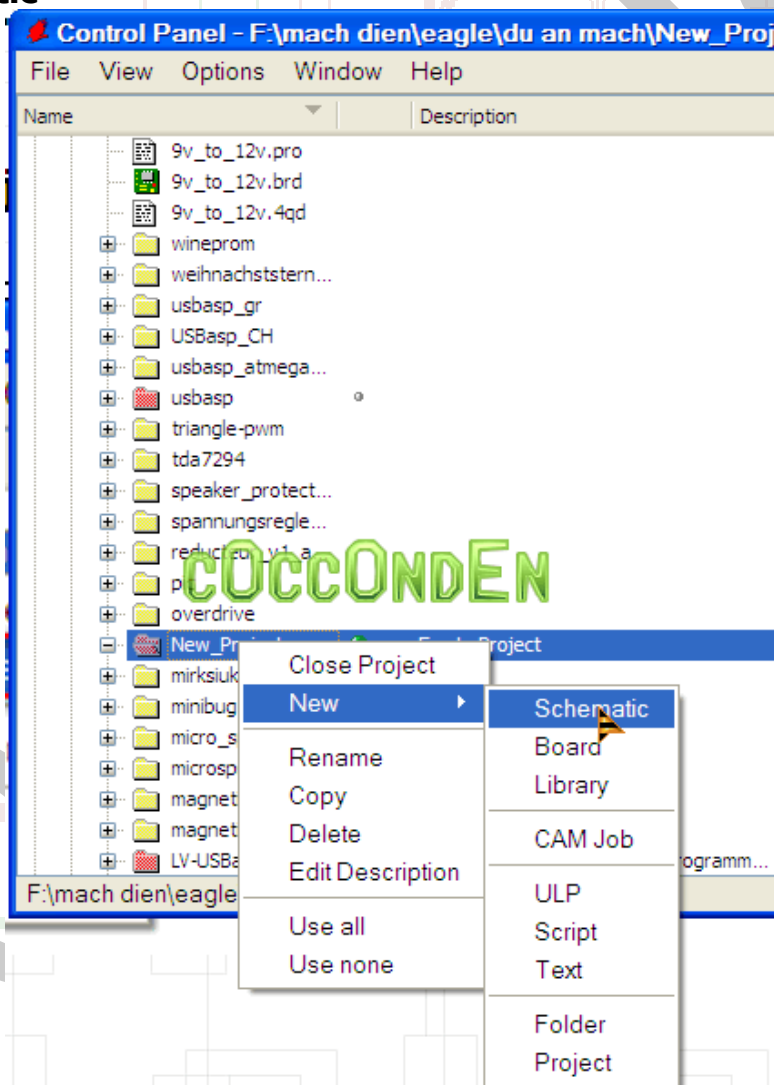 Control Panel - F:\mach dien\eagle\du an mach\New_Proj
File View Options Window Help
Name Description
9v_to_12v.pro
9v_to_12v.brd
9v_to_12v.4qd
wineprom
weihnachtsstern...
usbasp_gr
USBasp_CH
usbasp_atmega...
usbasp
triangle-pwm
tda7294
speaker_protect...
spannungsregle...
cOccONDEN
overdrive
New_Pr Project
mirksiuk
minibug
micro_s
microsp
magnet
magnet
LV-USBa rogramm...
F:\mach dien\eagle
Close Project
New
Rename
Copy
Delete
Edit Description
Use all
Use none
Schematic
Board
Library
CAM Job
ULP
Script
Text
Folder
Project